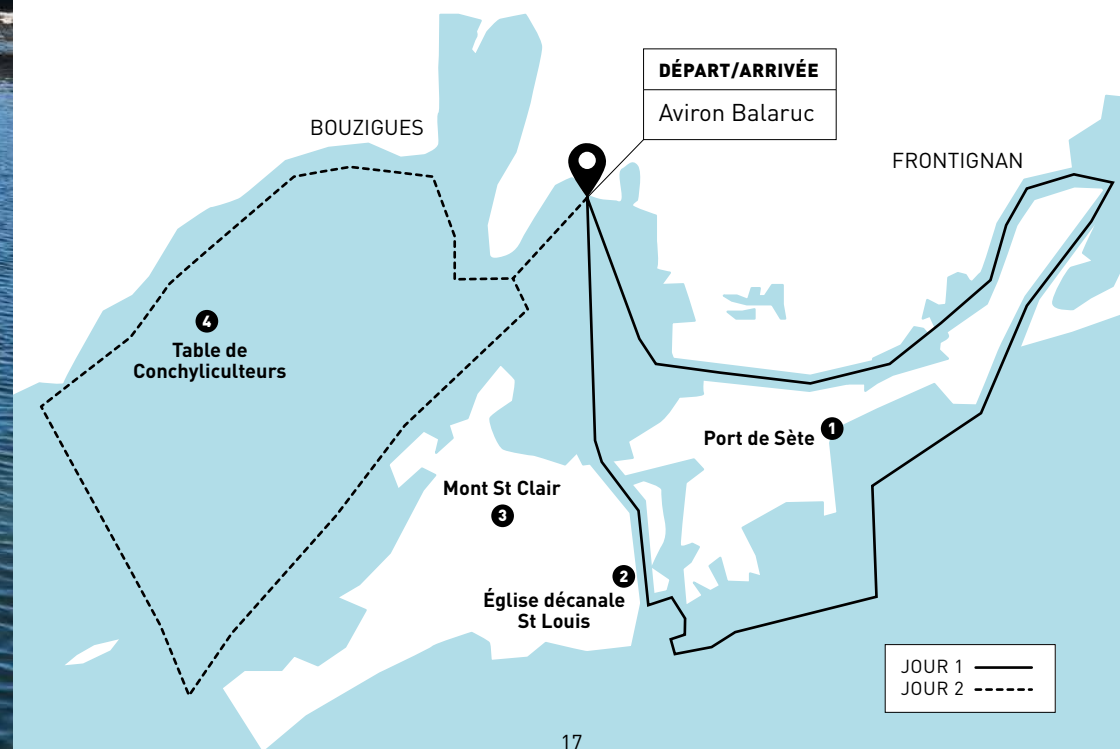 DÉPART/ARRIVÉE
Aviron Balaruc
BOUZIGUES
FRONTIGNAN
4
Table de
Conchyliculteurs
Port de Sète 1
Mont St Clair
3
2
Église décanale
St Louis
JOUR 1
JOUR 2
17